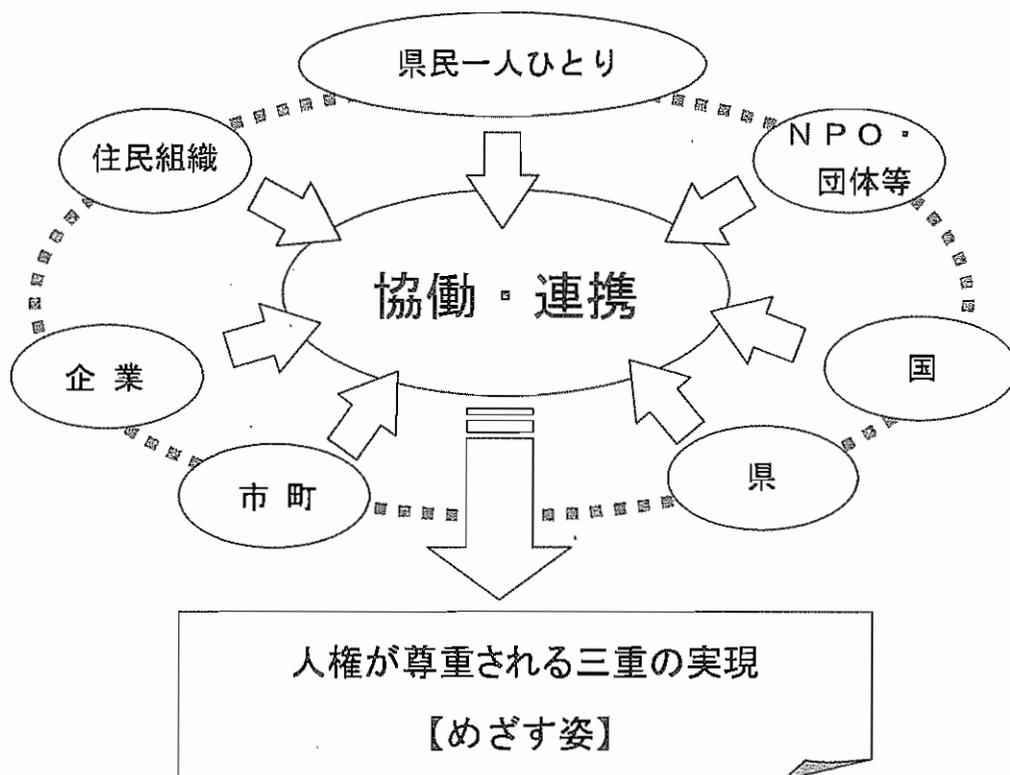 県民一人ひとり
住民組織
ＮＰＯ・
団体等
協働・連携
企 業
国
市 町
県
人権が尊重される三重の実現
【めざす姿】